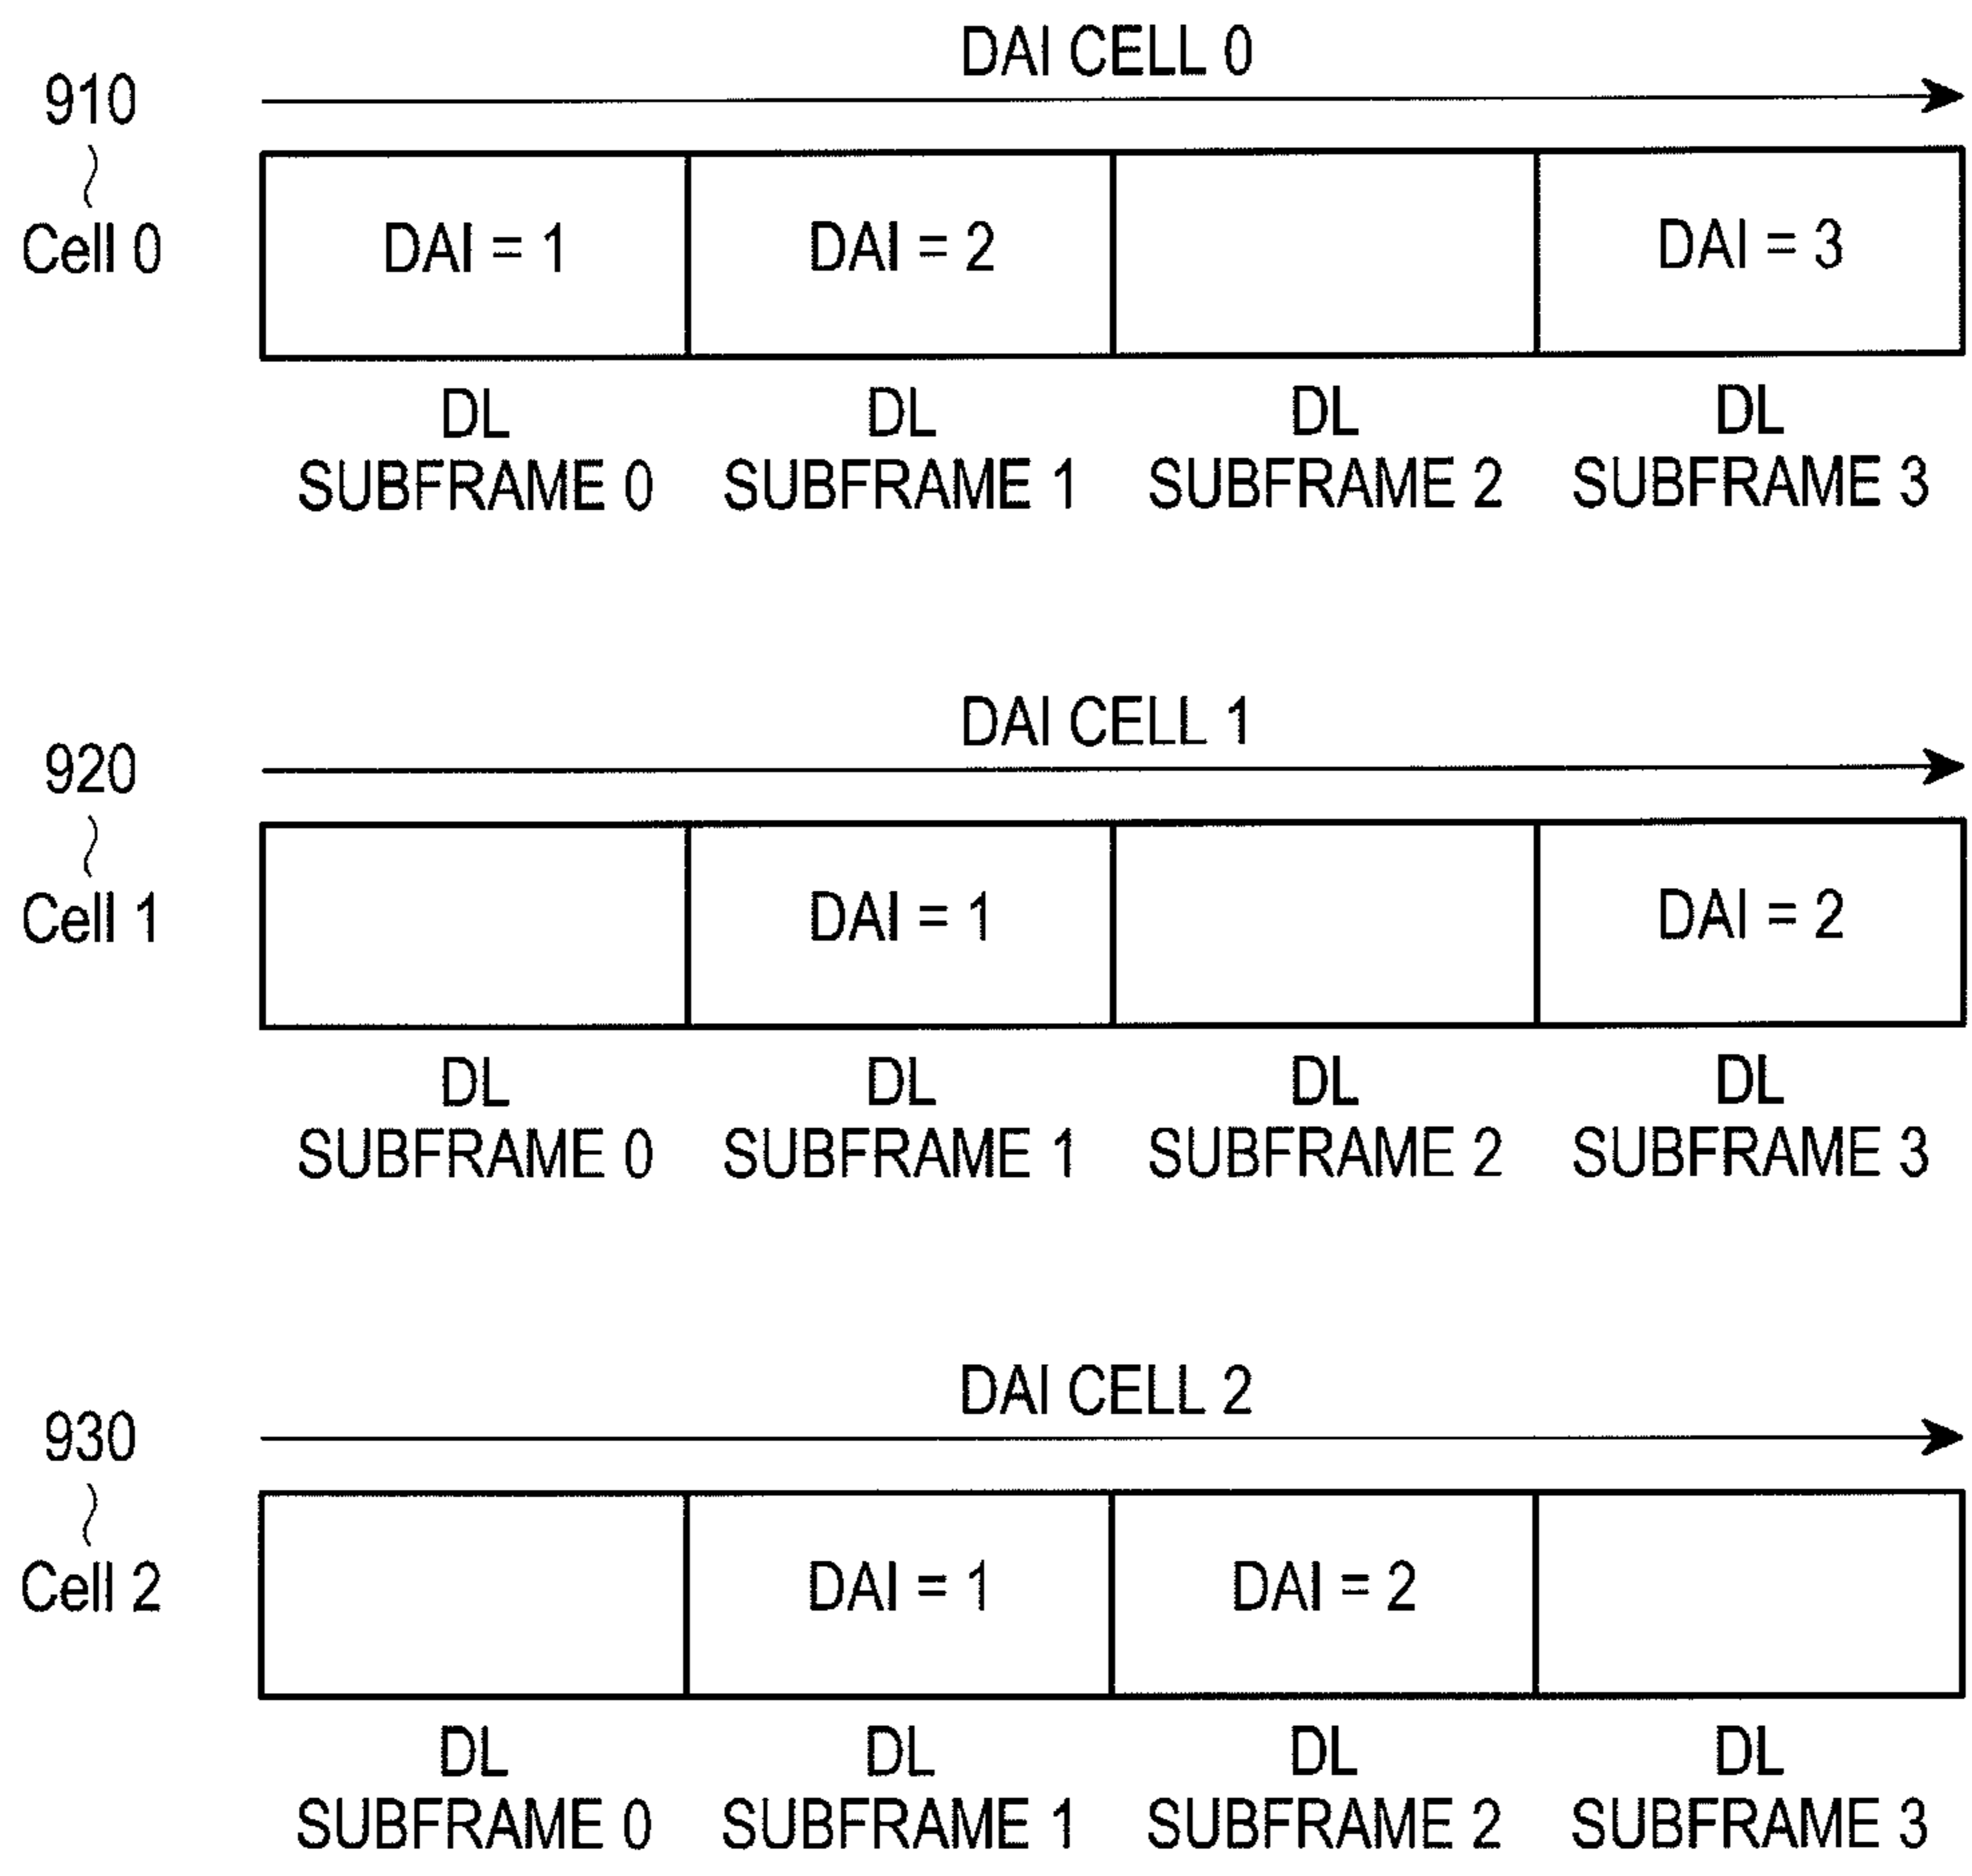 DAI CELL 0
910
Cell 0
DAI = 1
DAI = 2
DAI = 3
DL
SUBFRAME 0
DL
SUBFRAME 1
DL
SUBFRAME 2
DL
SUBFRAME 3
DAI CELL 1
920
Cell 1
DAI = 1
DAI = 2
DL
SUBFRAME 0
DL
SUBFRAME 1
DL
SUBFRAME 2
DL
SUBFRAME 3
DAI CELL 2
930
Cell 2
DAI = 1
DAI = 2
DL
SUBFRAME 0
DL
SUBFRAME 1
DL
SUBFRAME 2
DL
SUBFRAME 3